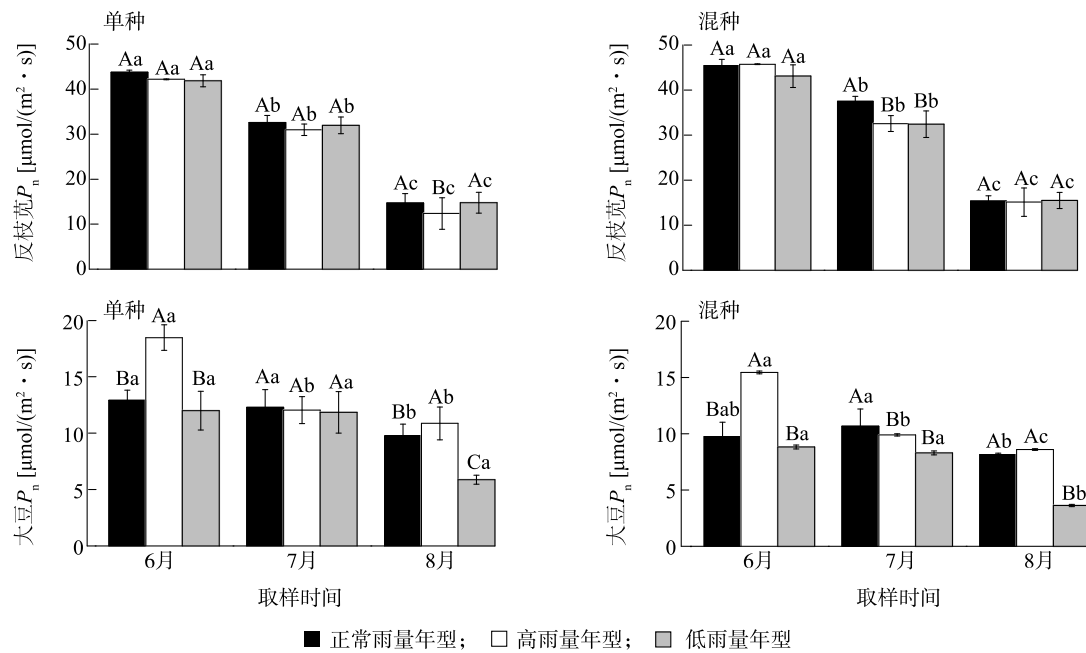 单种
反枝苋Pn [μmol/(m²·s)]
50
40
30
20
10
0
Aa Aa Aa
Ab Ab Ab
Ac Bc Ac
混种
反枝苋Pn [μmol/(m²·s)]
50
40
30
20
10
0
Aa Aa Aa
Ab Bb Bb
Ac Ac Ac
单种
大豆Pn [μmol/(m²·s)]
20
15
10
5
0
Ba Aa Ba
Aa Ab Aa
Bb Ab Ca
6月 7月 8月
取样时间
混种
大豆Pn [μmol/(m²·s)]
20
15
10
5
0
Bab Aa Ba
Aa Bb Ba
Ab Ac Bb
6月 7月 8月
取样时间
正常雨量年型; 高雨量年型; 低雨量年型